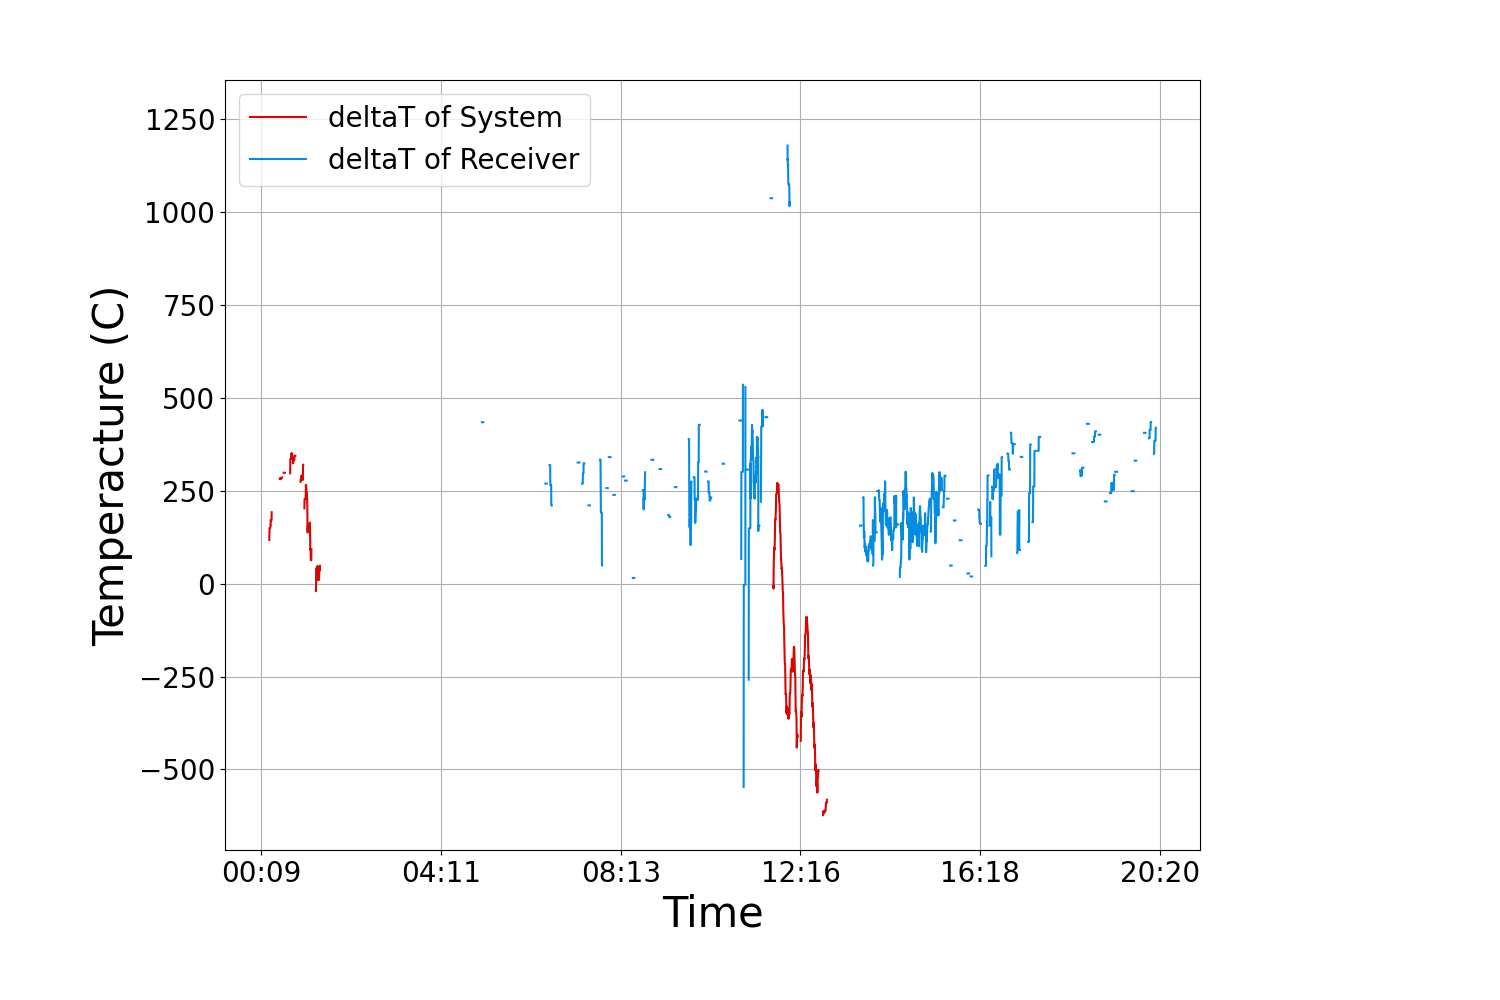 deltaT of System
deltaT of Receiver
1250
1000
750
500
250
0
−250
−500
Temperacture (C)
00:09 04:11 08:13 12:16 16:18 20:20
Time